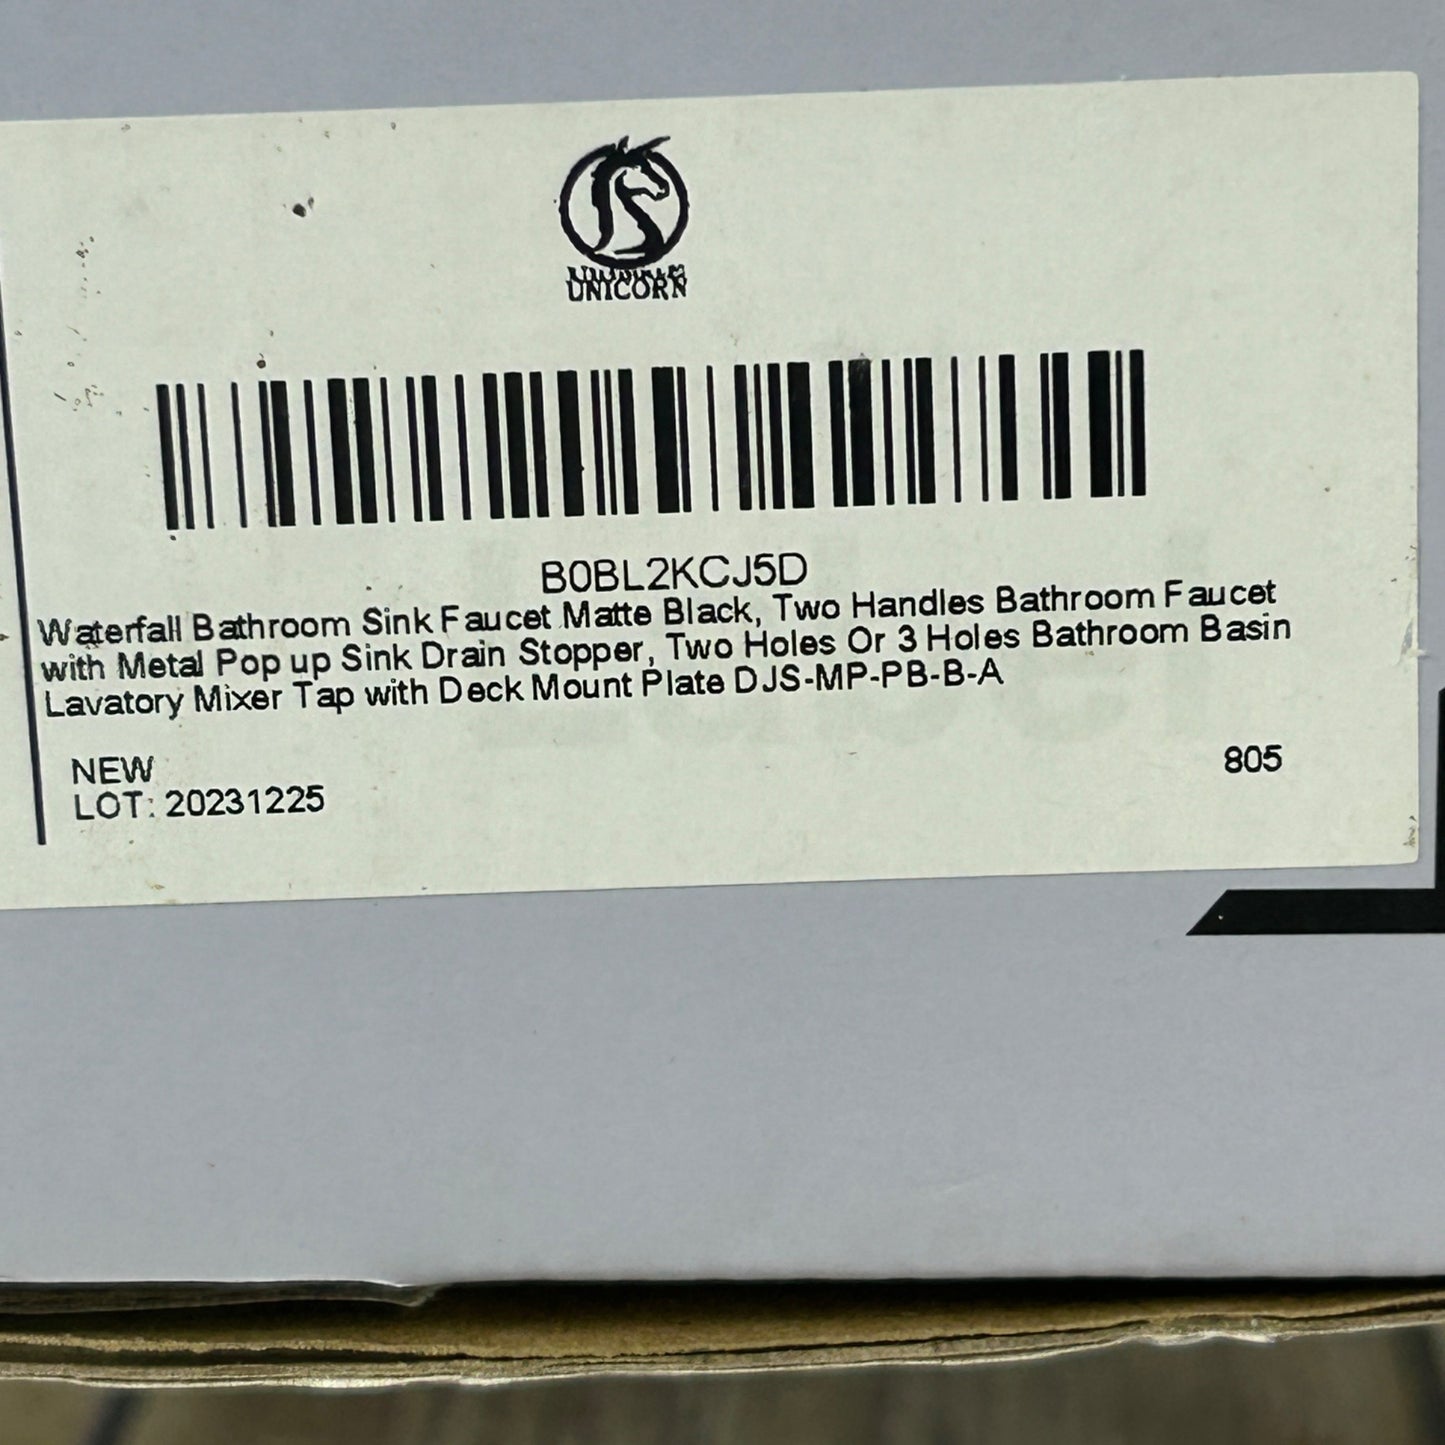 UNICORN
B0BL2KCJ5D
Waterfall Bathroom Sink Faucet Matte Black, Two Handles Bathroom Faucet
with Metal Pop up Sink Drain Stopper, Two Holes Or 3 Holes Bathroom Basin
Lavatory Mixer Tap with Deck Mount Plate DJS-MP-PB-B-A
NEW
805
LOT: 20231225